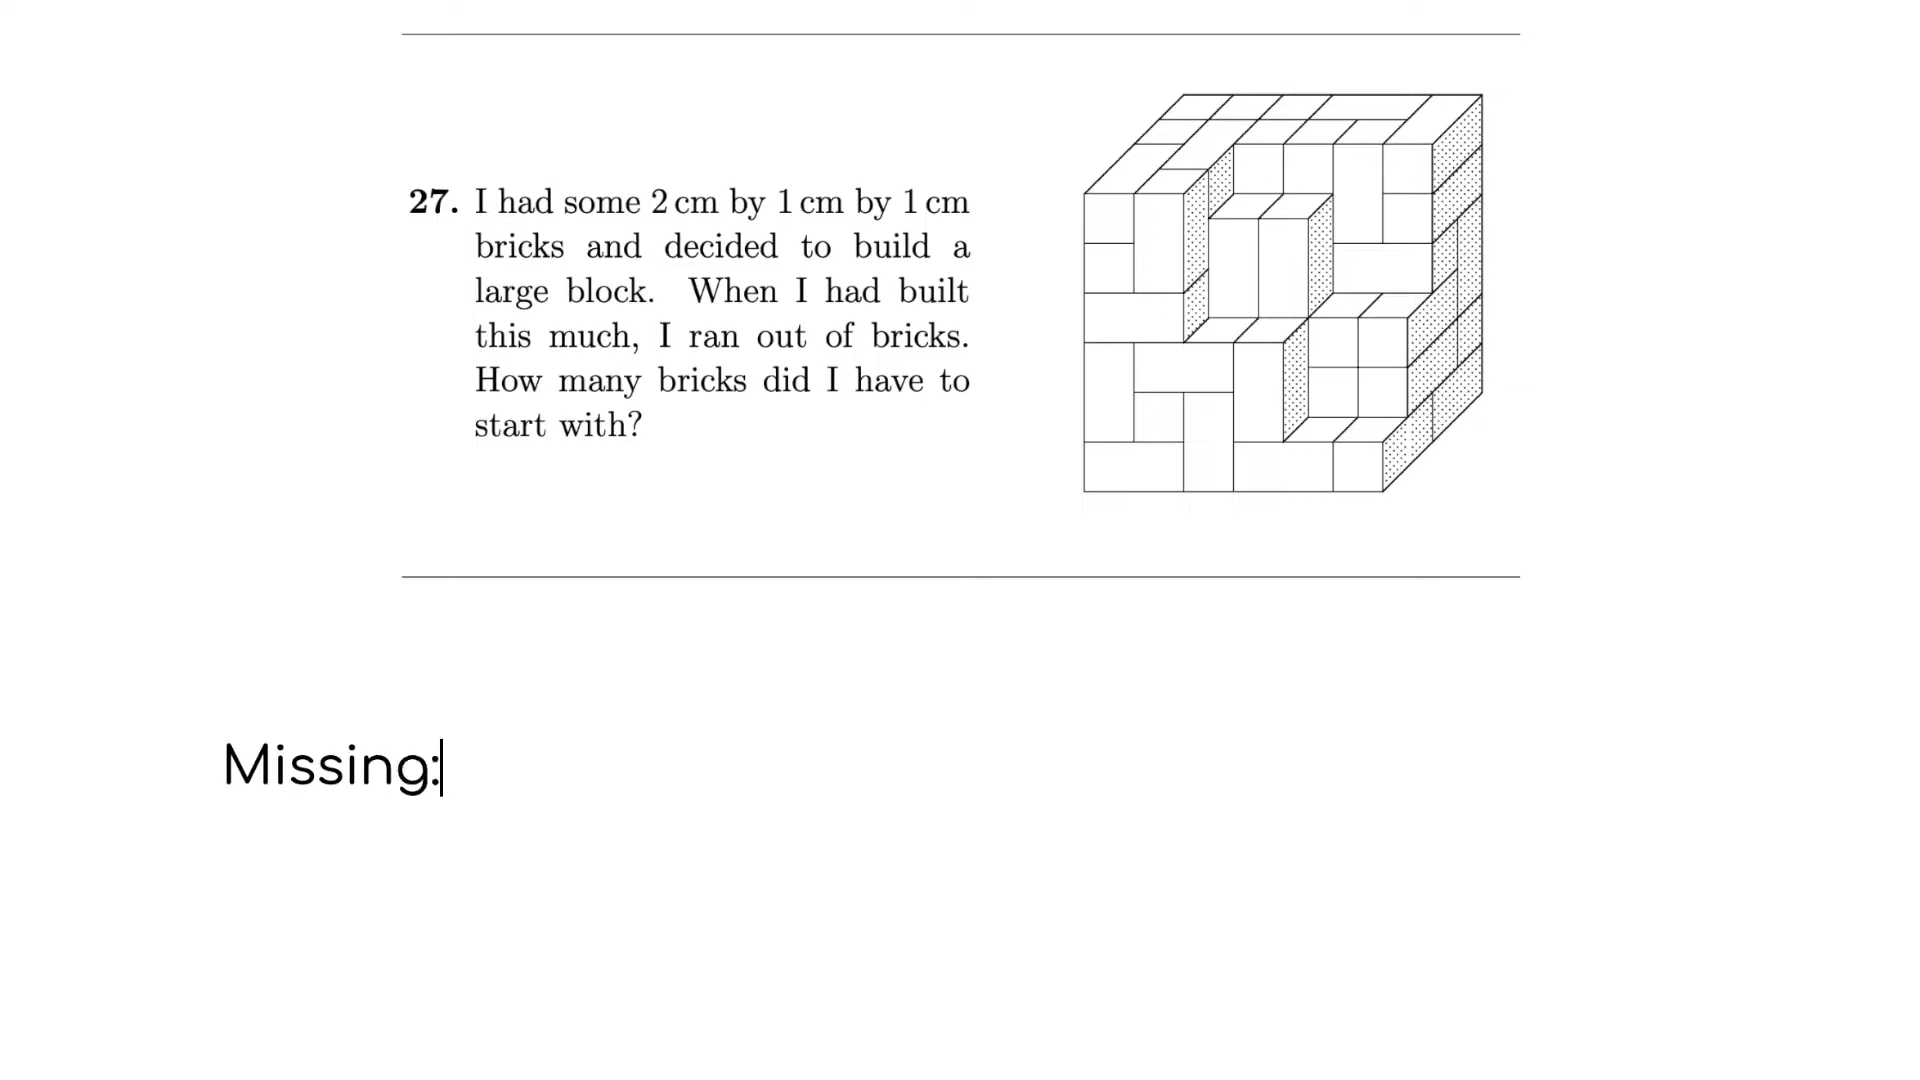 27. I had some 2 cm by 1 cm by 1 cm
bricks and decided to build a
large block. When I had built
this much, I ran out of bricks.
How many bricks did I have to
start with?
Missing: